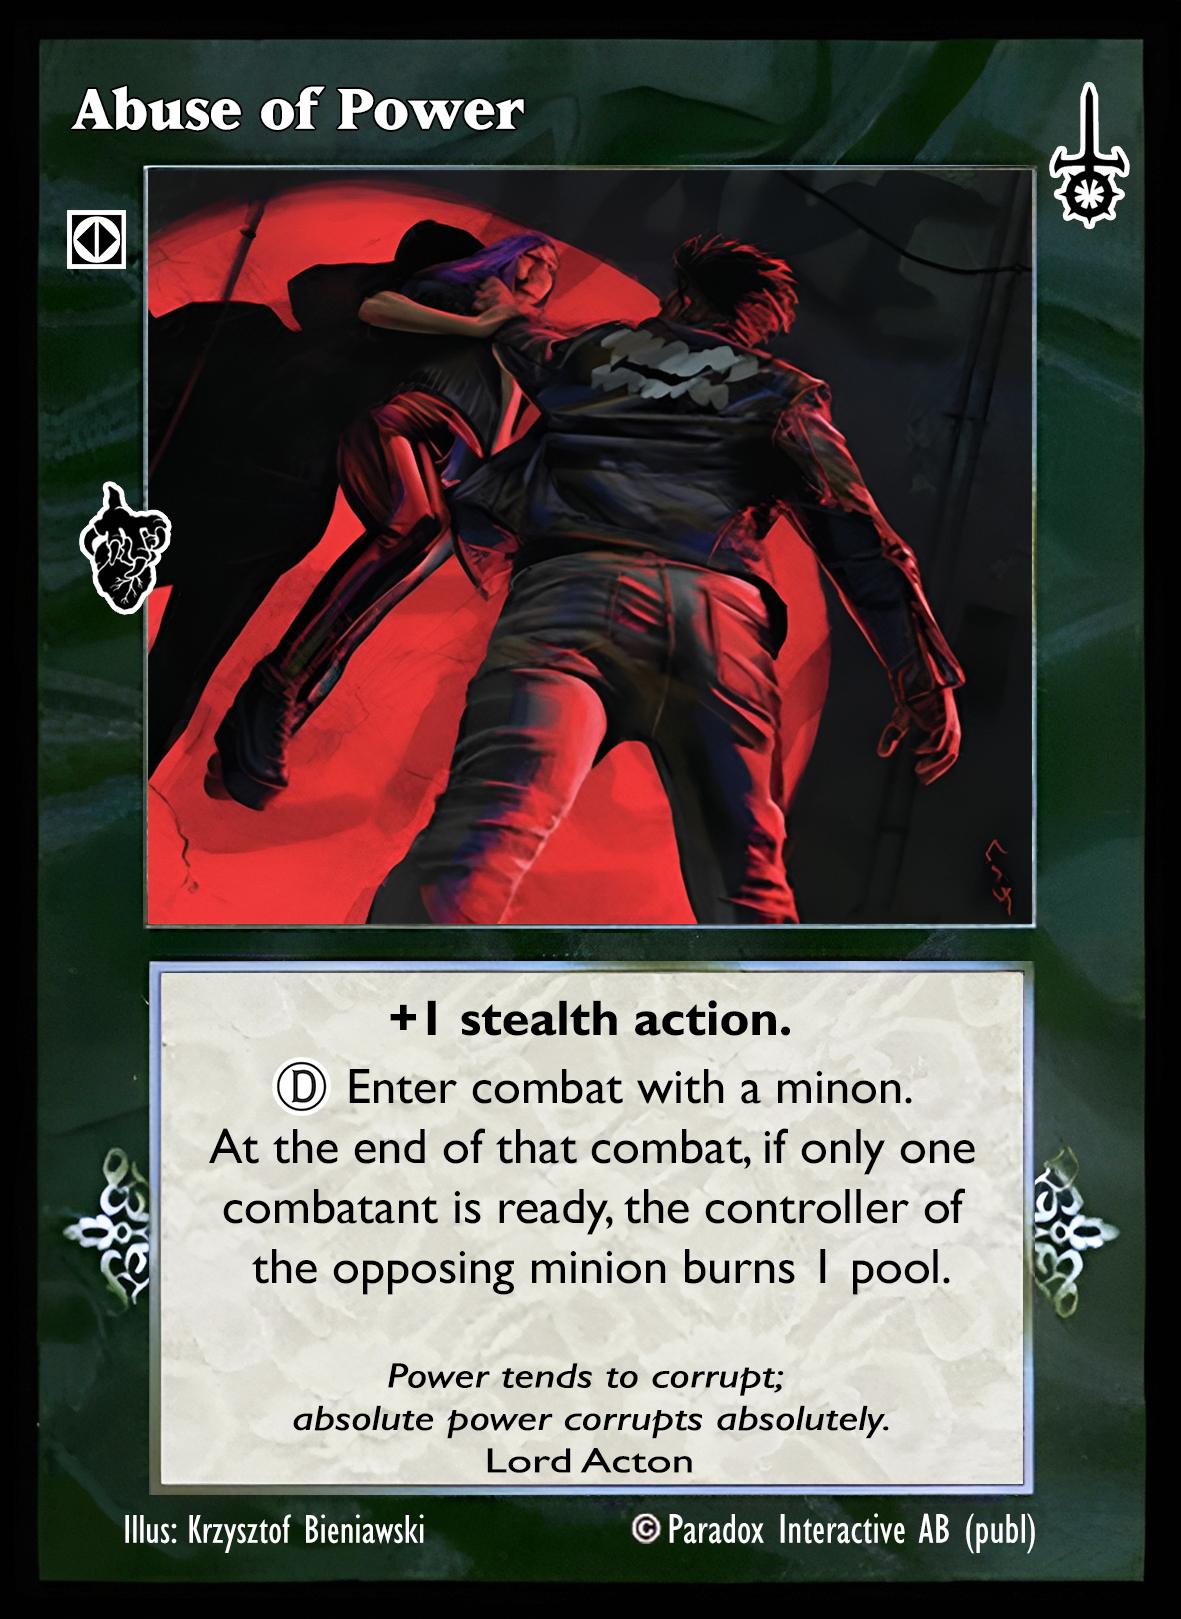 Abuse of Power
+1 stealth action.
Ⓓ Enter combat with a minon.
At the end of that combat, if only one
combatant is ready, the controller of
the opposing minion burns 1 pool.
Power tends to corrupt;
absolute power corrupts absolutely.
Lord Acton
Illus: Krzysztof Bieniawski
© Paradox Interactive AB (publ)